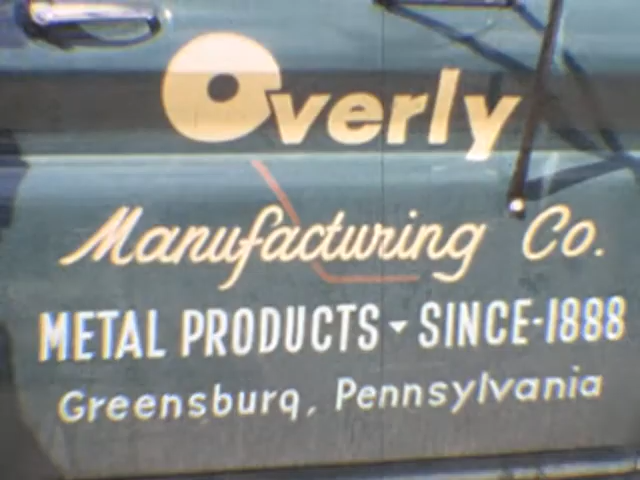 Overly
Manufacturing Co.
METAL PRODUCTS - SINCE-1888
Greensburg, Pennsylvania